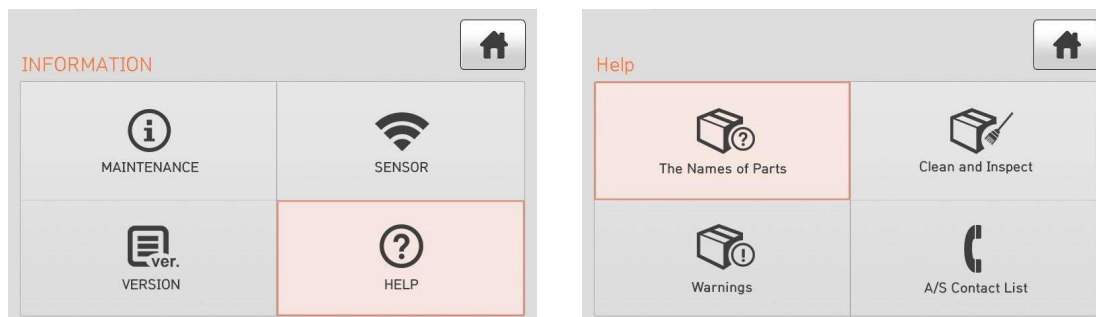 INFORMATION
MAINTENANCE
SENSOR
ver.
VERSION
HELP
Help
The Names of Parts
Clean and Inspect
Warnings
A/S Contact List